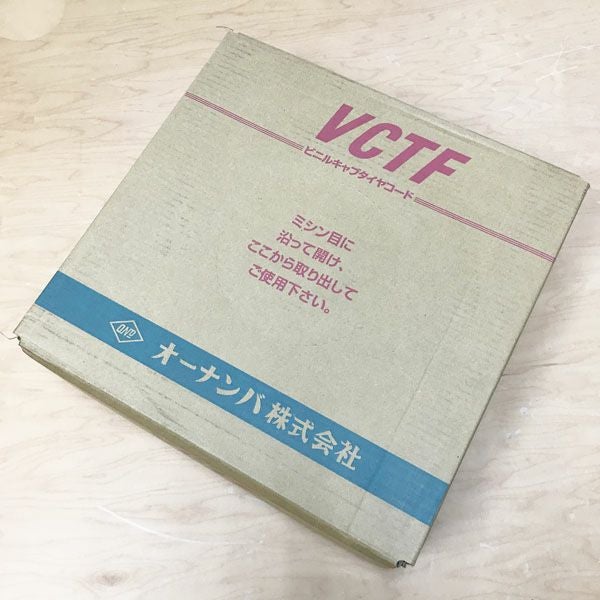 VCTF
ビニルキャブタイヤコード
ミシン目に
沿って開け、
ここから取り出して
ご使用下さい。
ONB オーナンバ株式会社